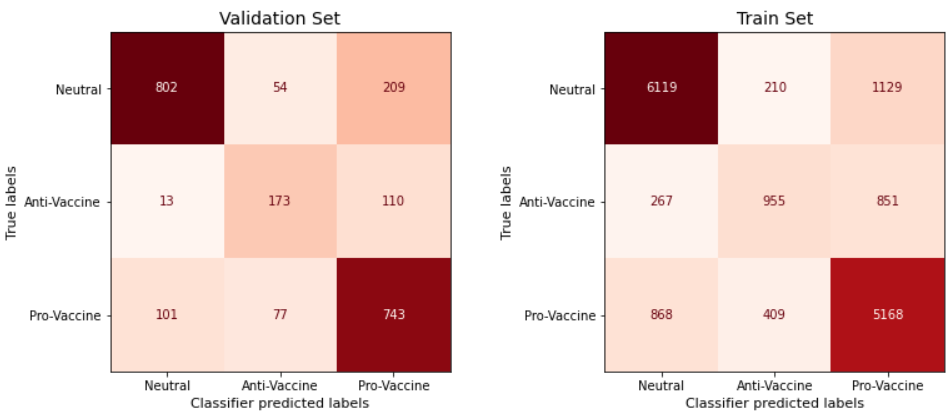 Validation Set
True labels
Neutral 802 54 209
Anti-Vaccine 13 173 110
Pro-Vaccine 101 77 743
Neutral Anti-Vaccine Pro-Vaccine
Classifier predicted labels
Train Set
True labels
Neutral 6119 210 1129
Anti-Vaccine 267 955 851
Pro-Vaccine 868 409 5168
Neutral Anti-Vaccine Pro-Vaccine
Classifier predicted labels